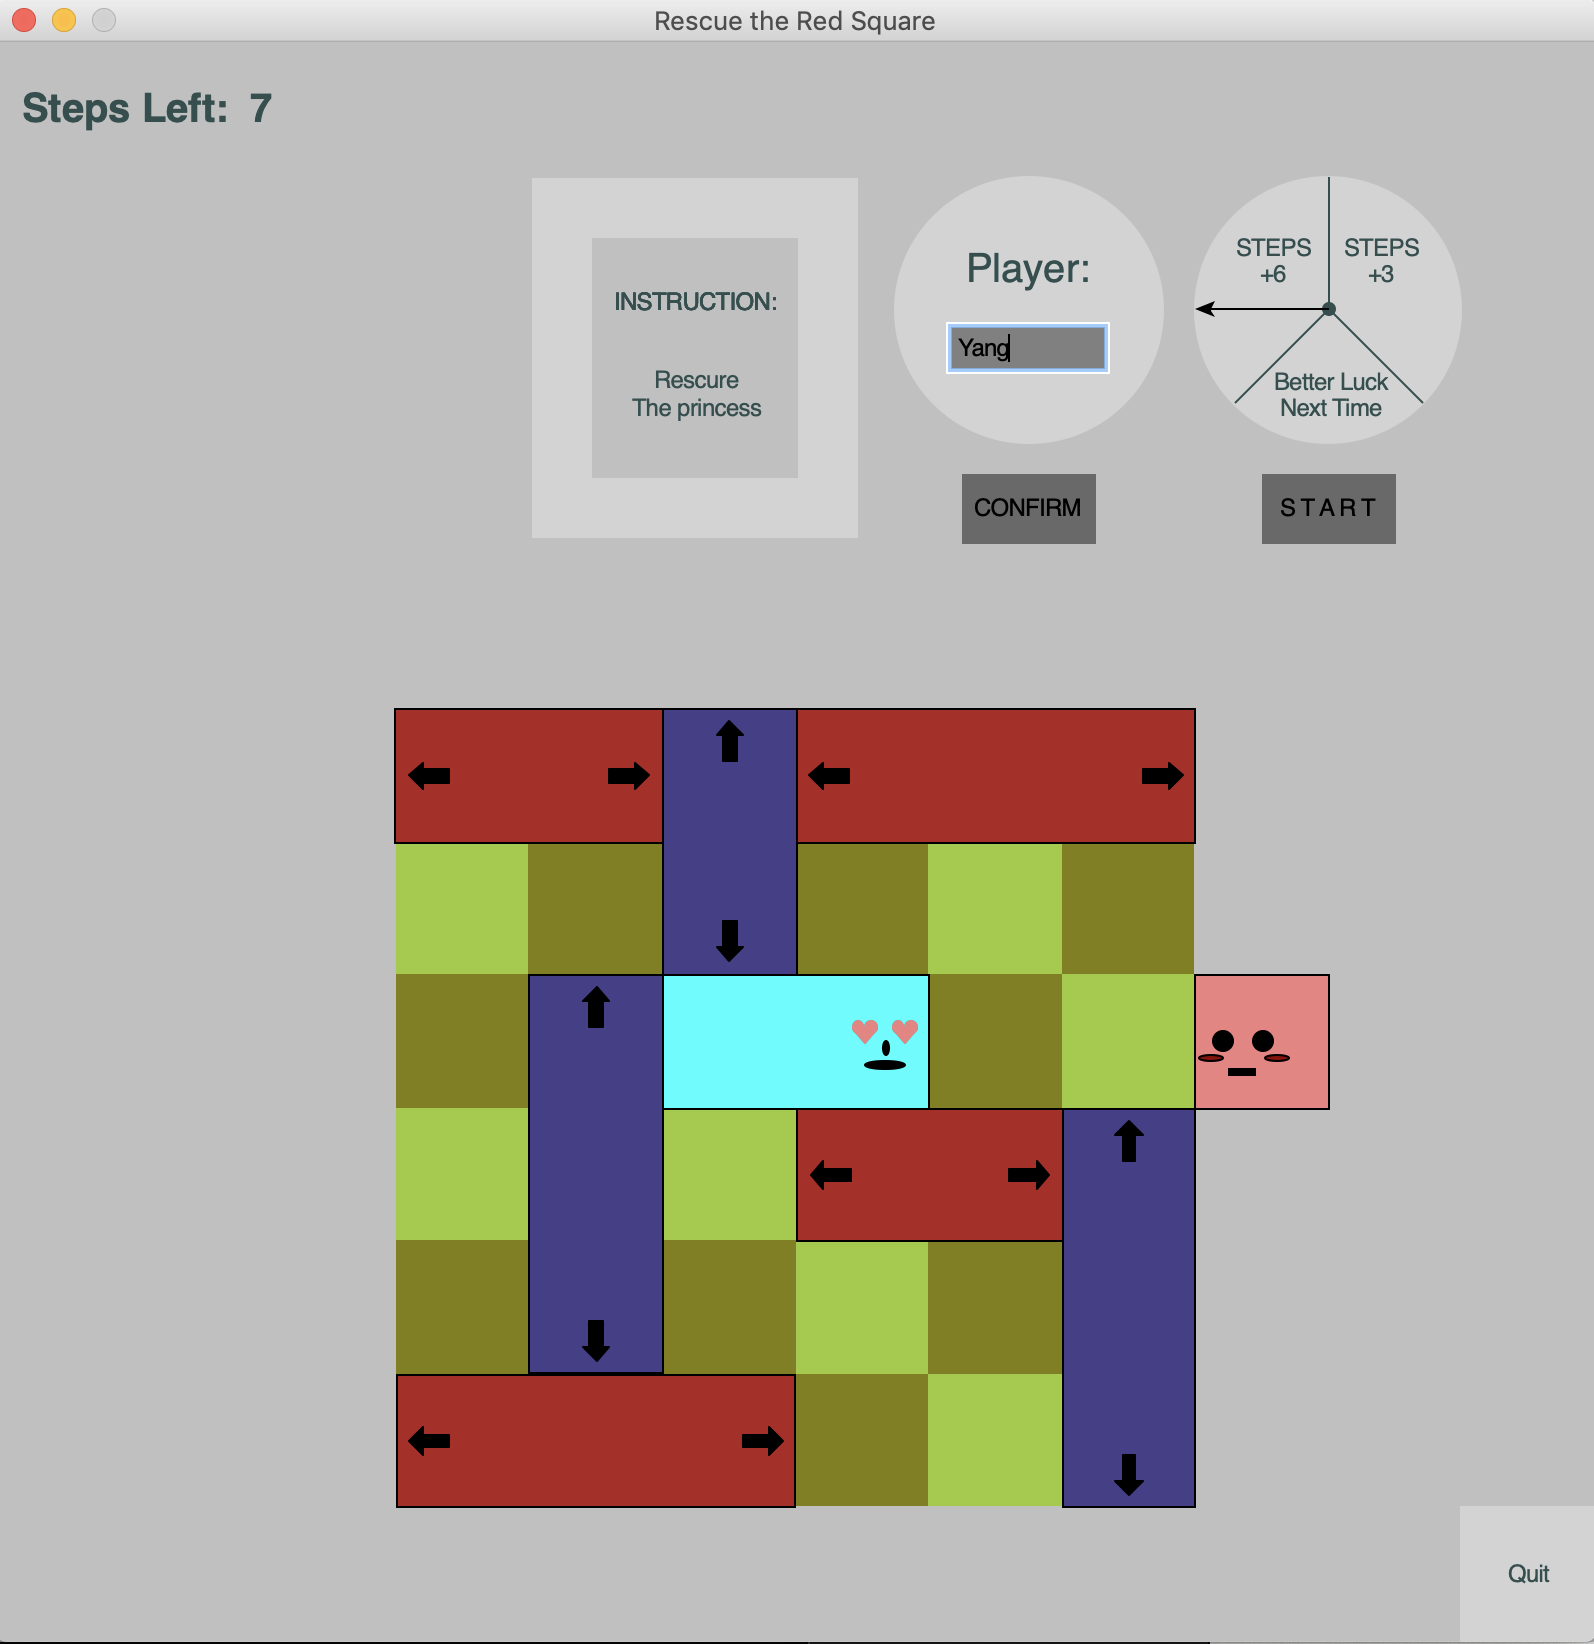 Rescue the Red Square
Steps Left: 7
INSTRUCTION:
Rescure
The princess
Player:
Yang
CONFIRM
STEPS
+6
STEPS
+3
Better Luck
Next Time
START
Quit